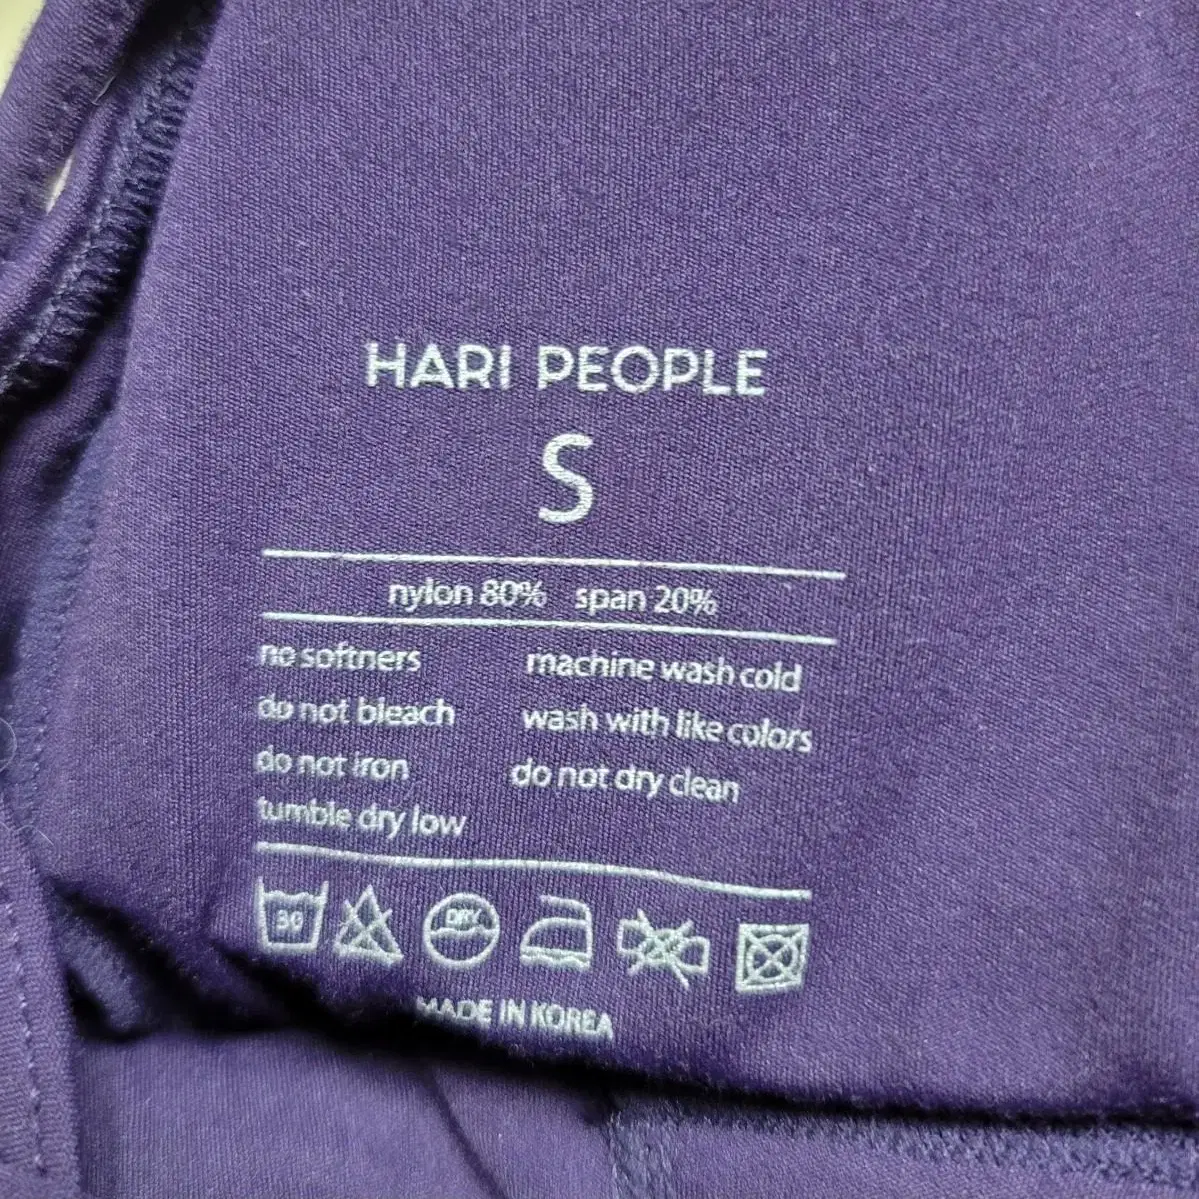 HARI PEOPLE
S
nylon 80% span 20%
no softners machine wash cold
do not bleach wash with like colors
do not iron do not dry clean
tumble dry low
30 DRY
MADE IN KOREA